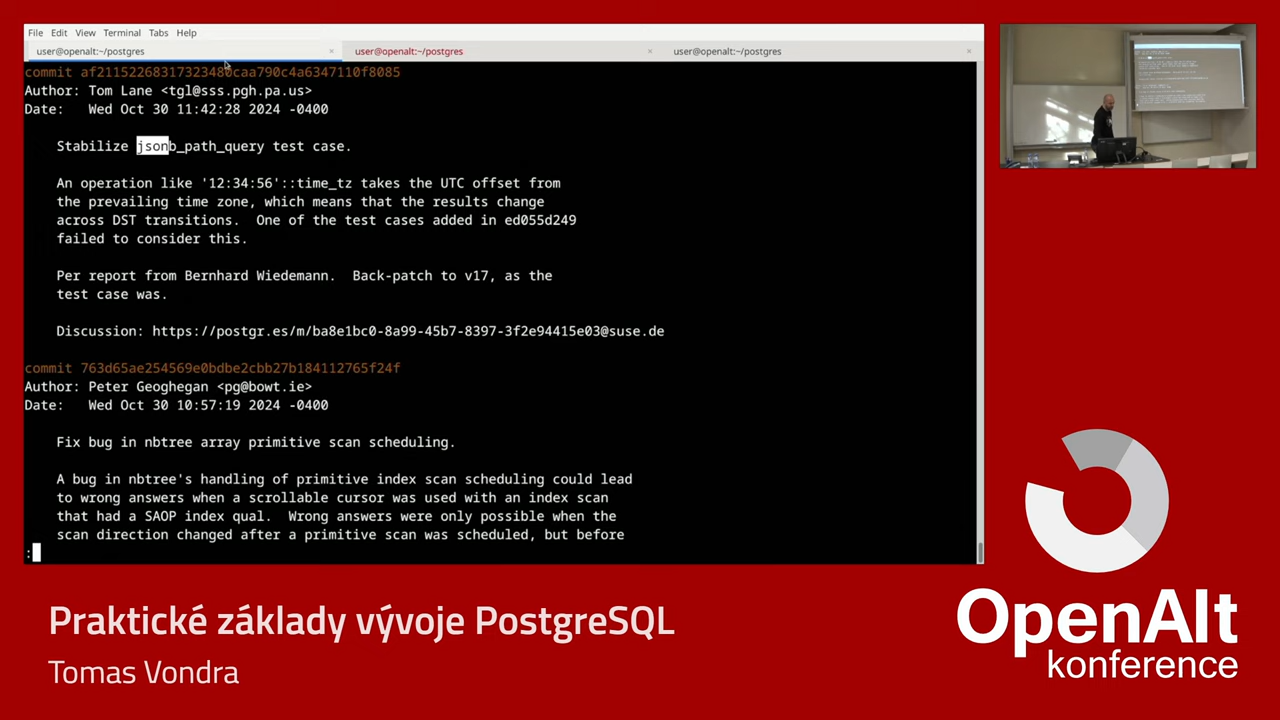 File Edit View Terminal Tabs Help
user@openalt:~/postgres × user@openalt:~/postgres × user@openalt:~/postgres ×
commit af21152268317323480caa790c4a6347110f8085
Author: Tom Lane <tgl@sss.pgh.pa.us>
Date: Wed Oct 30 11:42:28 2024 -0400
Stabilize jsonb_path_query test case.
An operation like '12:34:56'::time_tz takes the UTC offset from
the prevailing time zone, which means that the results change
across DST transitions. One of the test cases added in ed055d249
failed to consider this.
Per report from Bernhard Wiedemann. Back-patch to v17, as the
test case was.
Discussion: https://postgr.es/m/ba8e1bc0-8a99-45b7-8397-3f2e94415e03@suse.de
commit 763d65ae254569e0bdbe2cbb27b184112765f24f
Author: Peter Geoghegan <pg@bowt.ie>
Date: Wed Oct 30 10:57:19 2024 -0400
Fix bug in nbtree array primitive scan scheduling.
A bug in nbtree's handling of primitive index scan scheduling could lead
to wrong answers when a scrollable cursor was used with an index scan
that had a SAOP index qual. Wrong answers were only possible when the
scan direction changed after a primitive scan was scheduled, but before
:
Praktické základy vývoje PostgreSQL
Tomas Vondra
OpenAlt
konference